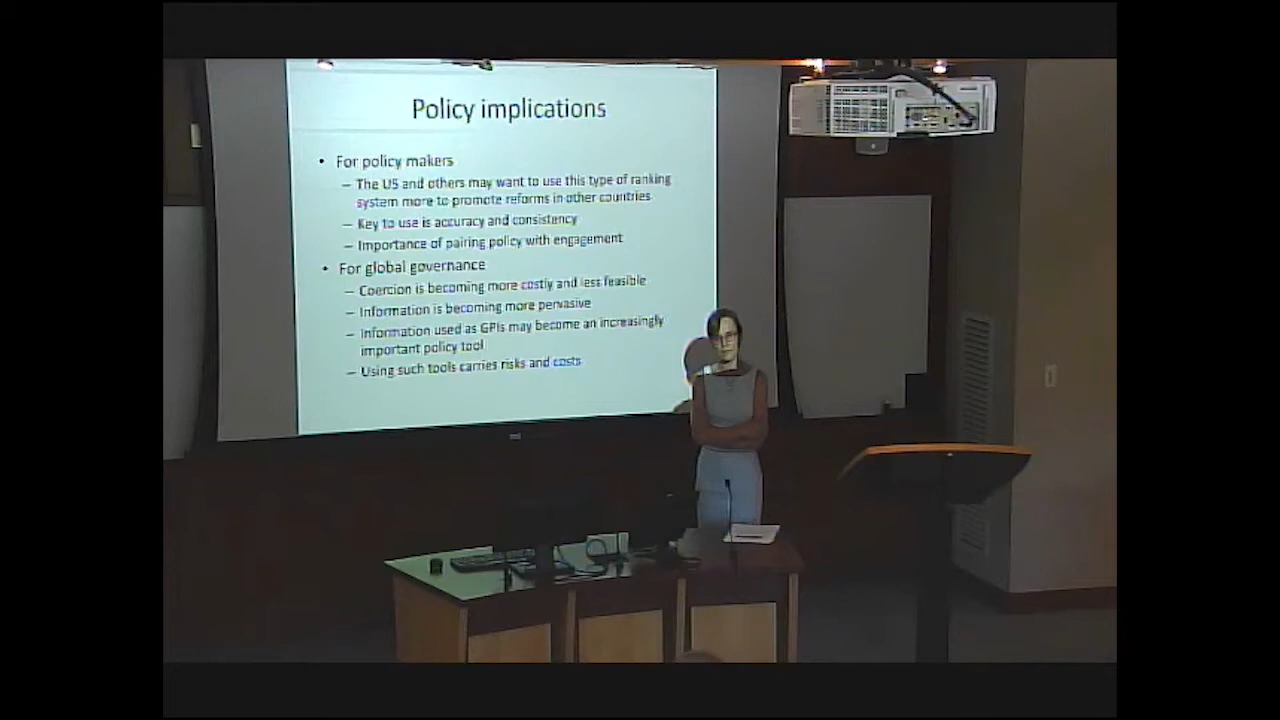 Policy implications
• For policy makers
– The US and others may want to use this type of ranking
system more to promote reforms in other countries
– Key to use is accuracy and consistency
– Importance of pairing policy with engagement
• For global governance
– Coercion is becoming more costly and less feasible
– Information is becoming more pervasive
– Information used as GPIs may become an increasingly
important policy tool
– Using such tools carries risks and costs